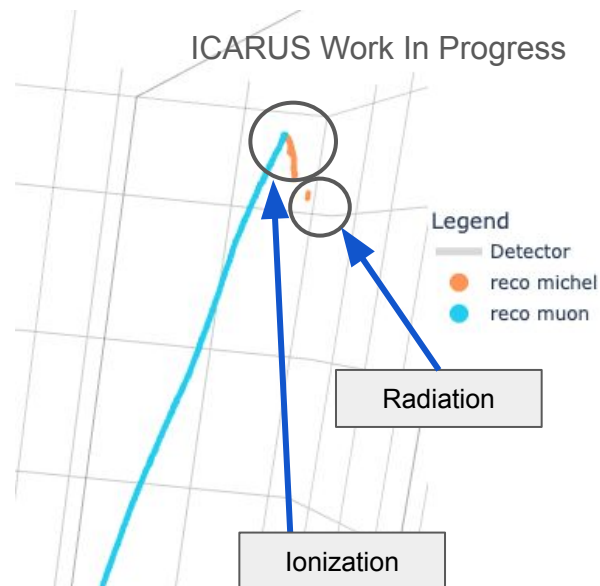 ICARUS Work In Progress
Legend
Detector
reco michel
reco muon
Radiation
Ionization